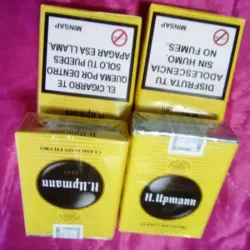 EL CIGARRO TE
QUEMA POR DENTRO
SOLO TU PUEDES
APAGAR ESA LLAMA
MINSAP
DISFRUTA TU
ADOLESCENCIA
SIN HUMO
NO FUMES.
MINSAP
H.Upmann
H.Upmann